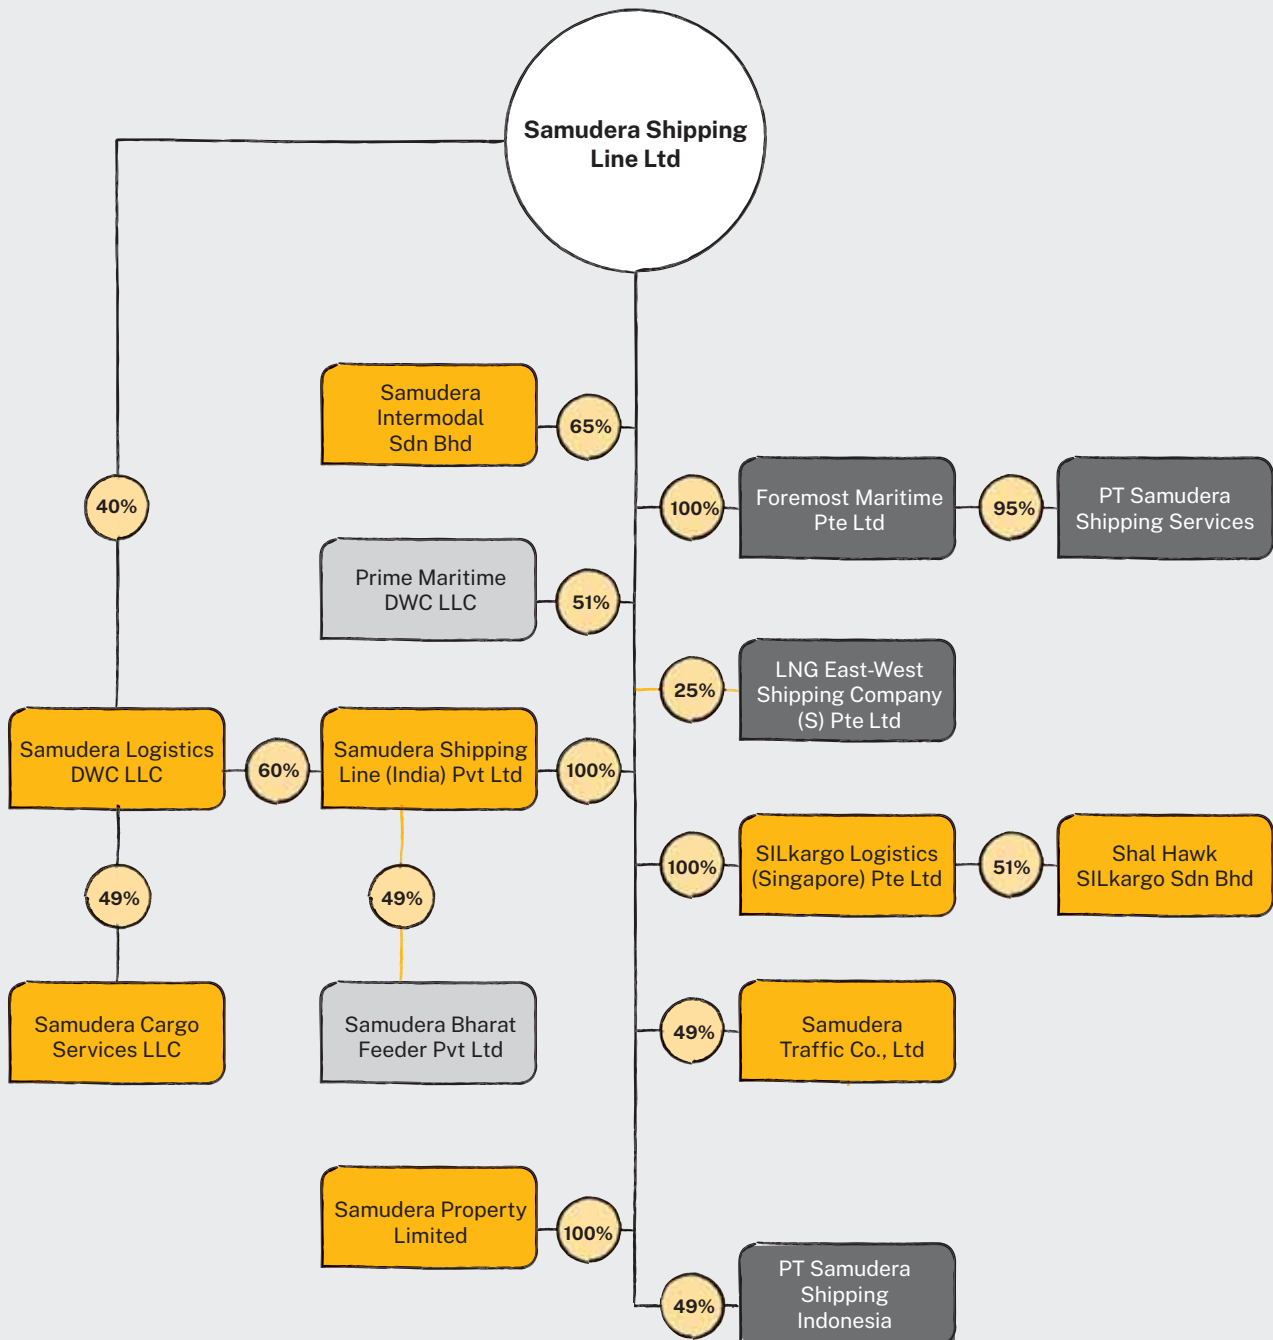 Samudera Shipping
Line Ltd
Samudera
Intermodal
Sdn Bhd
65%
40%
100%
Foremost Maritime
Pte Ltd
95%
PT Samudera
Shipping Services
Prime Maritime
DWC LLC
51%
25%
LNG East-West
Shipping Company
(S) Pte Ltd
Samudera Logistics
DWC LLC
60%
Samudera Shipping
Line (India) Pvt Ltd
100%
100%
SILkargo Logistics
(Singapore) Pte Ltd
51%
Shal Hawk
SILkargo Sdn Bhd
49%
49%
Samudera Cargo
Services LLC
Samudera Bharat
Feeder Pvt Ltd
49%
Samudera
Traffic Co., Ltd
Samudera Property
Limited
100%
49%
PT Samudera
Shipping
Indonesia